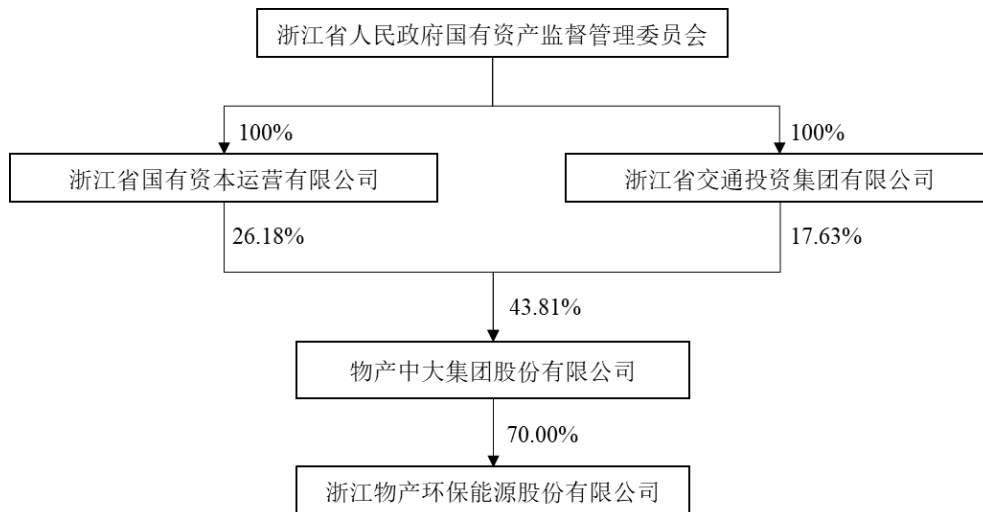 浙江省人民政府国有资产监督管理委员会
100%
100%
浙江省国有资本运营有限公司
浙江省交通投资集团有限公司
26.18%
17.63%
43.81%
物产中大集团股份有限公司
70.00%
浙江物产环保能源股份有限公司